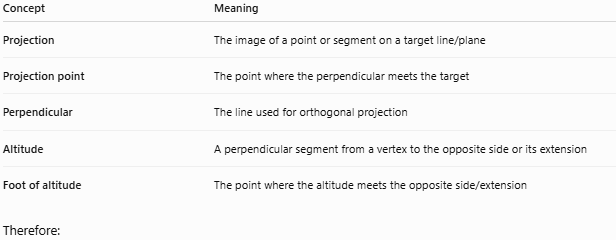 Concept Meaning
Projection The image of a point or segment on a target line/plane
Projection point The point where the perpendicular meets the target
Perpendicular The line used for orthogonal projection
Altitude A perpendicular segment from a vertex to the opposite side or its extension
Foot of altitude The point where the altitude meets the opposite side/extension
Therefore: